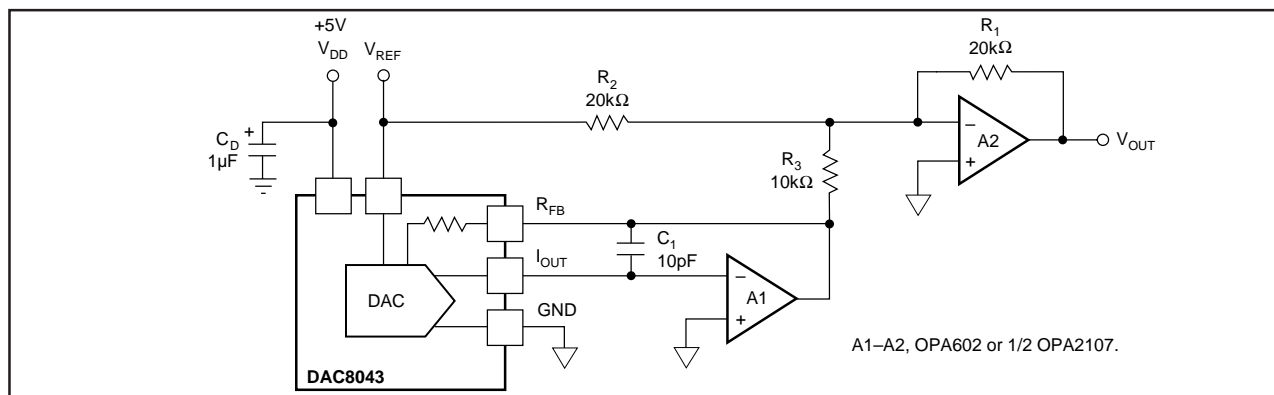 +5V
V_DD
V_REF
R_1
20kΩ
R_2
20kΩ
C_D
+
1µF
–
A2
+
V_OUT
R_3
10kΩ
R_FB
C_1
10pF
I_OUT
DAC
–
A1
+
GND
A1–A2, OPA602 or 1/2 OPA2107.
DAC8043